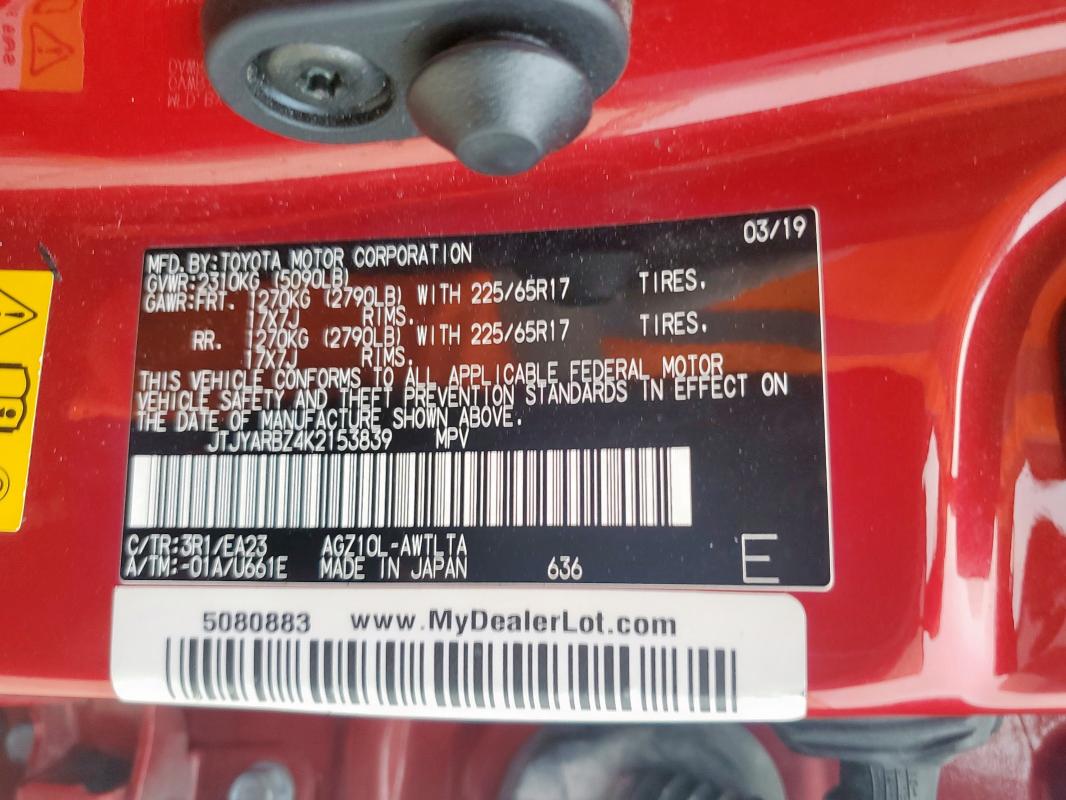 03/19
MFD.BY:TOYOTA MOTOR CORPORATION
GVWR:2310KG (5090LB)
GAWR:FRT. 1270KG (2790LB) WITH 225/65R17 TIRES,
17X7J RIMS.
RR. 1270KG (2790LB) WITH 225/65R17 TIRES,
17X7J RIMS.
THIS VEHICLE CONFORMS TO ALL APPLICABLE FEDERAL MOTOR
VEHICLE SAFETY AND THEFT PREVENTION STANDARDS IN EFFECT ON
THE DATE OF MANUFACTURE SHOWN ABOVE.
JTJYARBZ4K2153839 MPV
C/TR:3R1/EA23 AGZ10L-AWTLTA
A/TM:-01A/U661E MADE IN JAPAN 636 E
5080883 www.MyDealerLot.com